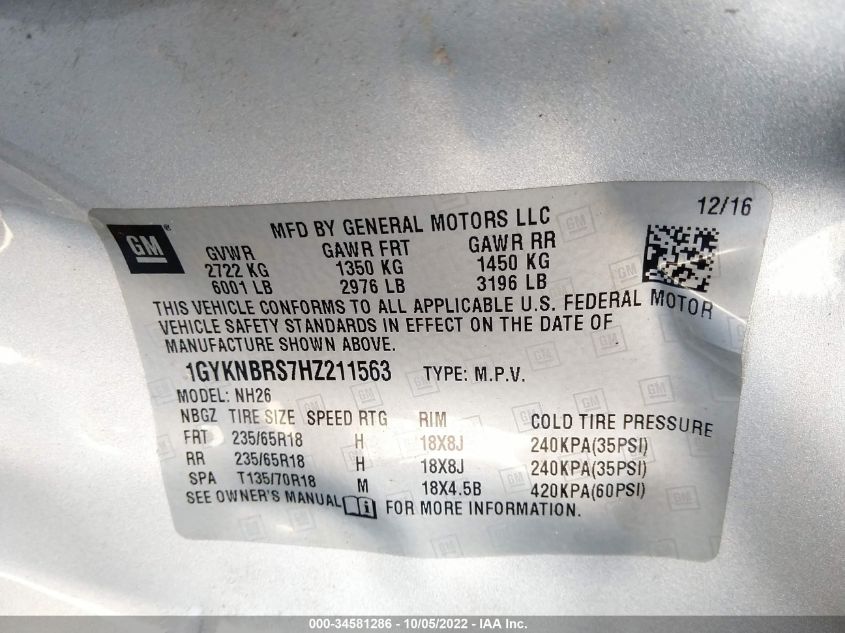 12/16
GM
MFD BY GENERAL MOTORS LLC
GVWR GAWR FRT GAWR RR
2722 KG 1350 KG 1450 KG
6001 LB 2976 LB 3196 LB
THIS VEHICLE CONFORMS TO ALL APPLICABLE U.S. FEDERAL MOTOR
VEHICLE SAFETY STANDARDS IN EFFECT ON THE DATE OF
MANUFACTURE SHOWN ABOVE.
1GYKNBRS7HZ211563 TYPE: M.P.V.
MODEL: NH26
NBGZ TIRE SIZE SPEED RTG RIM COLD TIRE PRESSURE
FRT 235/65R18 H 18X8J 240KPA(35PSI)
RR 235/65R18 H 18X8J 240KPA(35PSI)
SPA T135/70R18 M 18X4.5B 420KPA(60PSI)
SEE OWNER'S MANUAL FOR MORE INFORMATION.
000-34581286 - 10/05/2022 - IAA Inc.